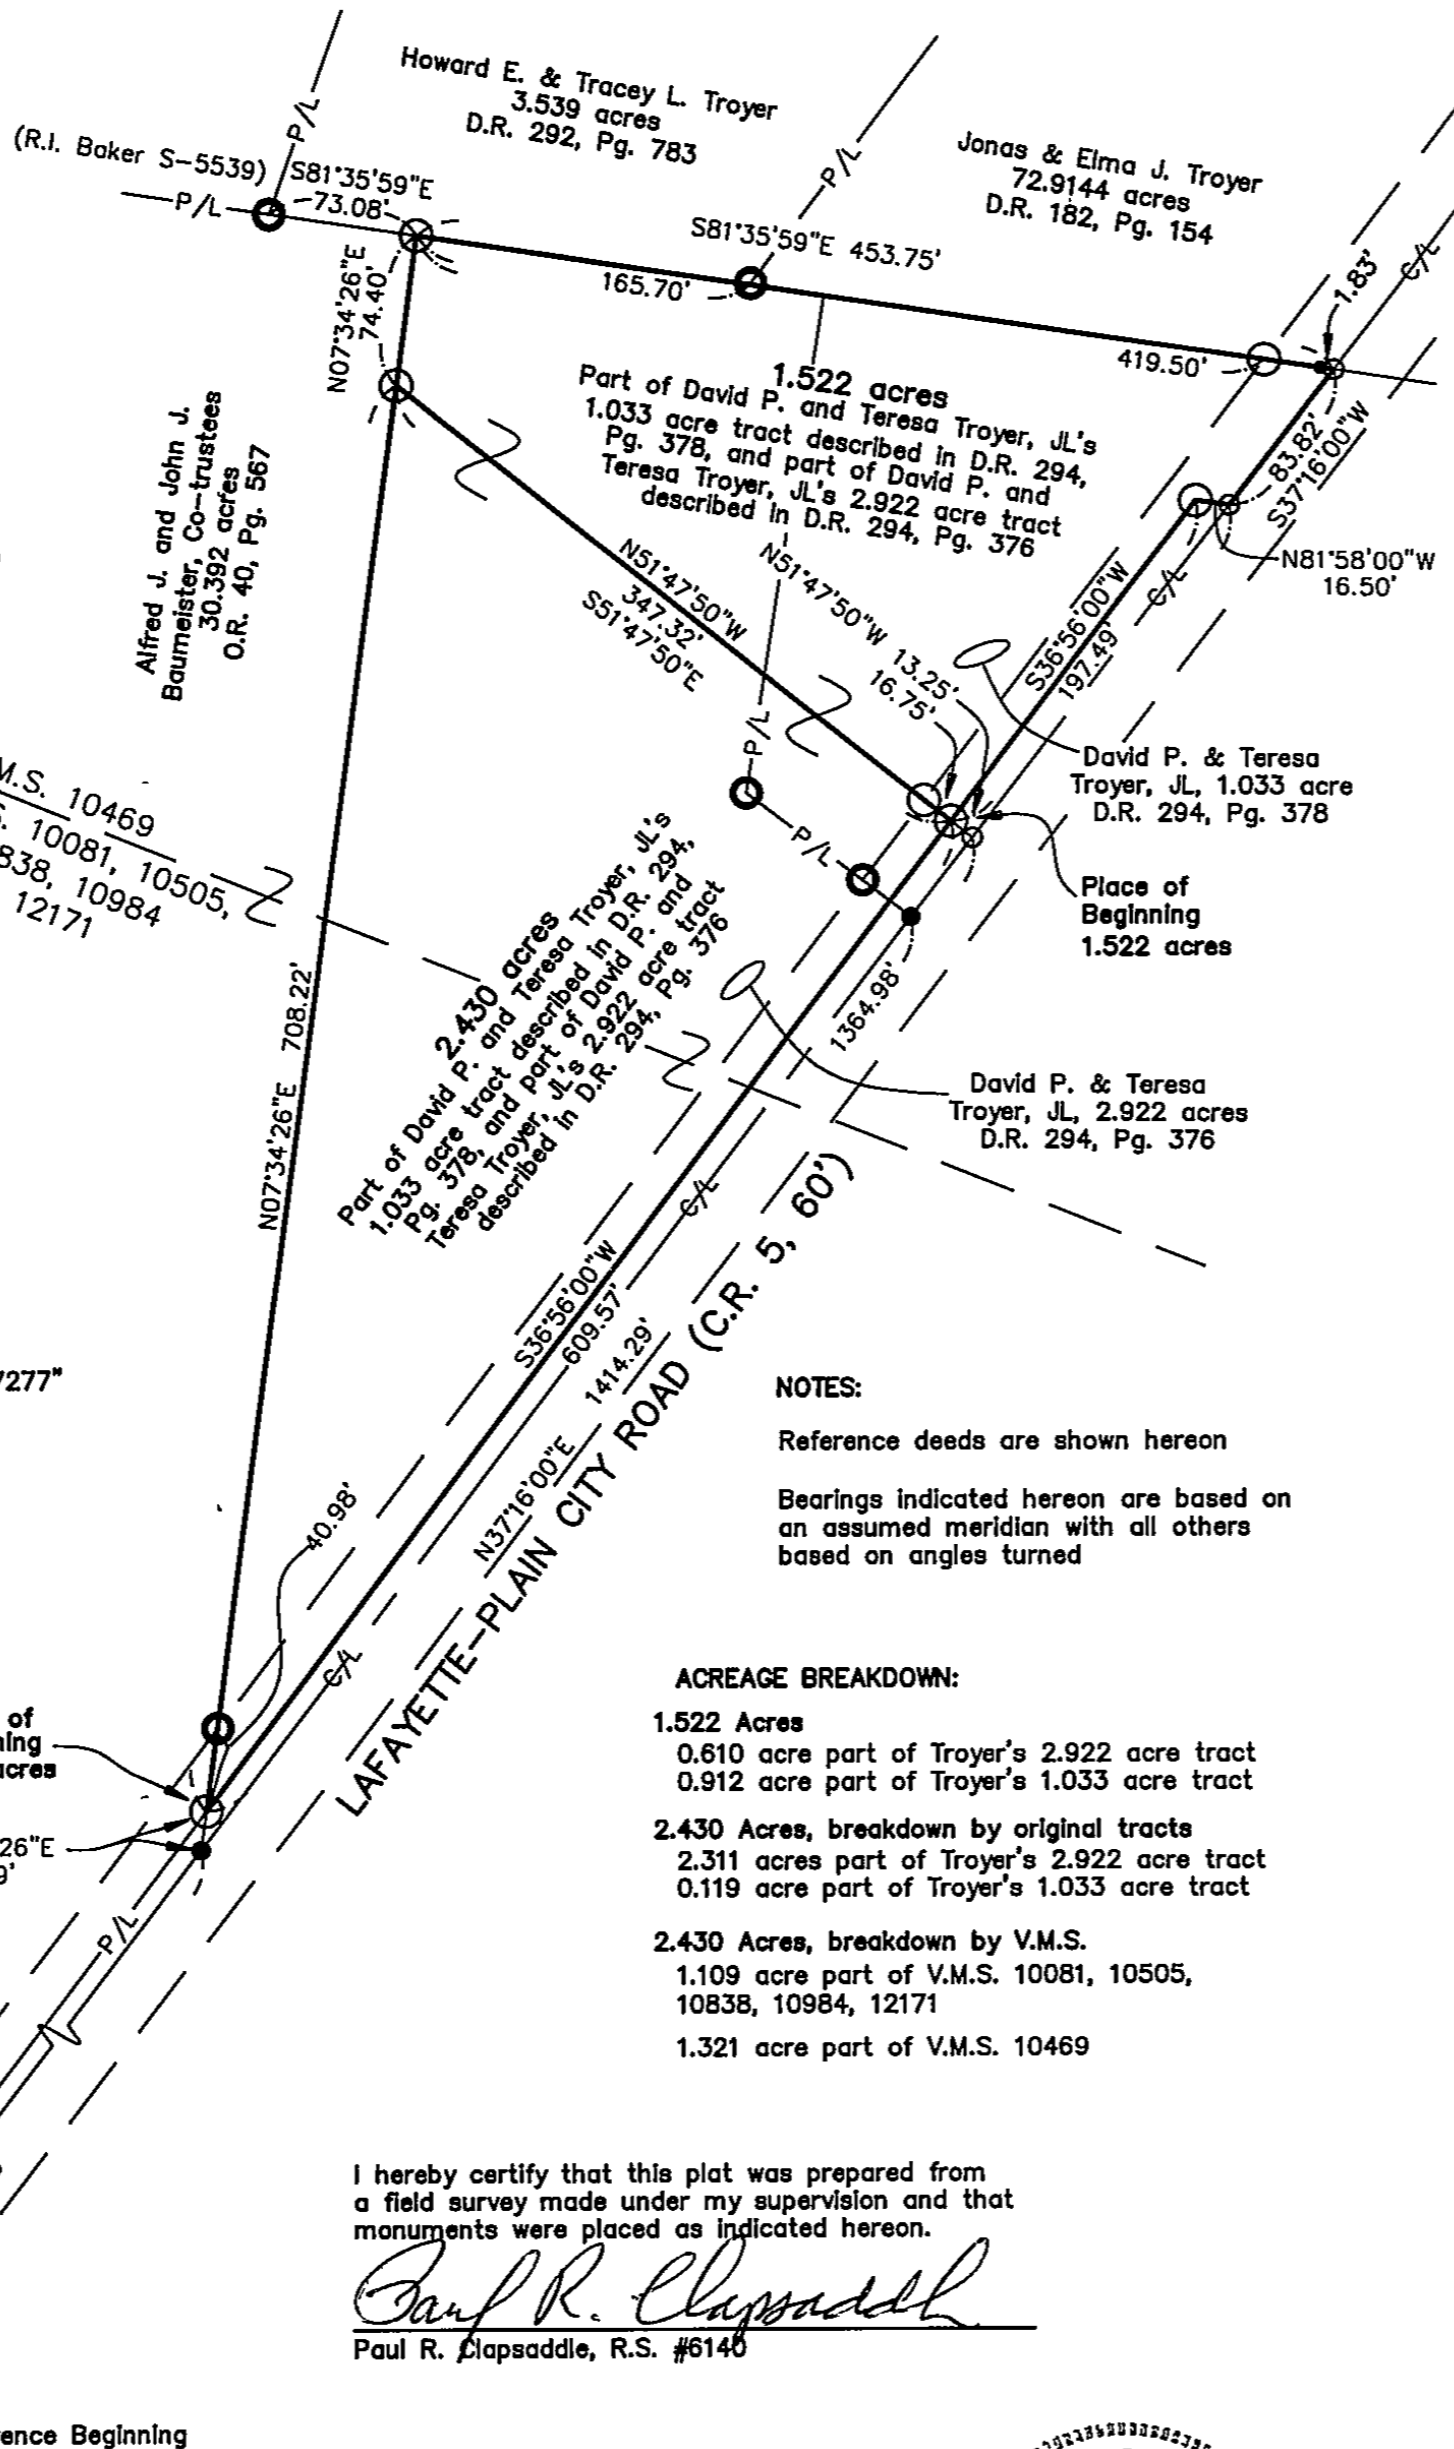 Howard E. & Tracey L. Troyer
3.539 acres
D.R. 292, Pg. 783
P/L
(R.I. Baker S-5539)
S81°35'59"E
73.08'
P/L
P/L
Jonas & Elma J. Troyer
72.9144 acres
D.R. 182, Pg. 154
S81°35'59"E 453.75'
165.70'
C/L
1.83'
419.50'
N07°34'26"E
74.40'
1.522 acres
Part of David P. and Teresa Troyer, JL's
1.033 acre tract described in D.R. 294,
Pg. 378, and part of David P. and
Teresa Troyer, JL's 2.922 acre tract
described in D.R. 294, Pg. 376
83.82'
S37°16'00"W
N81°58'00"W
16.50'
Alfred J. and John J.
Baumeister, Co-trustees
30.392 acres
O.R. 40, Pg. 567
N51°47'50"W
347.32'
S51°47'50"E
N51°47'50"W 13.25'
16.75'
P/L
S36°56'00"W
197.49'
C/L
David P. & Teresa
Troyer, JL, 1.033 acre
D.R. 294, Pg. 378
P/L
Place of
Beginning
1.522 acres
M.S. 10469
10081, 10505,
838, 10984
12171
N07°34'26"E 708.22'
2.430 acres
Part of David P. and Teresa Troyer, JL's
1.033 acre tract described in D.R. 294,
Pg. 378, and part of David P. and
Teresa Troyer, JL's 2.922 acre tract
described in D.R. 294, Pg. 376
1364.98'
David P. & Teresa
Troyer, JL, 2.922 acres
D.R. 294, Pg. 376
C/L
S36°56'00"W
609.57'
N37°16'00"E 1414.29'
LAFAYETTE-PLAIN CITY ROAD (C.R. 5, 60')
7277"
40.98'
C/L
of
ning
acres
26"E
9'
P/L
NOTES:
Reference deeds are shown hereon
Bearings indicated hereon are based on
an assumed meridian with all others
based on angles turned
ACREAGE BREAKDOWN:
1.522 Acres
0.610 acre part of Troyer's 2.922 acre tract
0.912 acre part of Troyer's 1.033 acre tract
2.430 Acres, breakdown by original tracts
2.311 acres part of Troyer's 2.922 acre tract
0.119 acre part of Troyer's 1.033 acre tract
2.430 Acres, breakdown by V.M.S.
1.109 acre part of V.M.S. 10081, 10505,
10838, 10984, 12171
1.321 acre part of V.M.S. 10469
I hereby certify that this plat was prepared from
a field survey made under my supervision and that
monuments were placed as indicated hereon.
Paul R. Clapsaddle
Paul R. Clapsaddle, R.S. #6140
ence Beginning